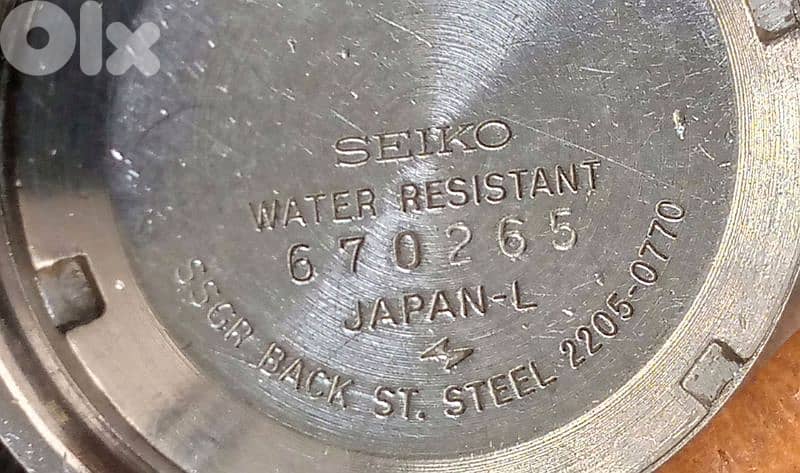 Olx
SEIKO
WATER RESISTANT
670265
JAPAN-L
SSGR BACK ST. STEEL 2205-0770